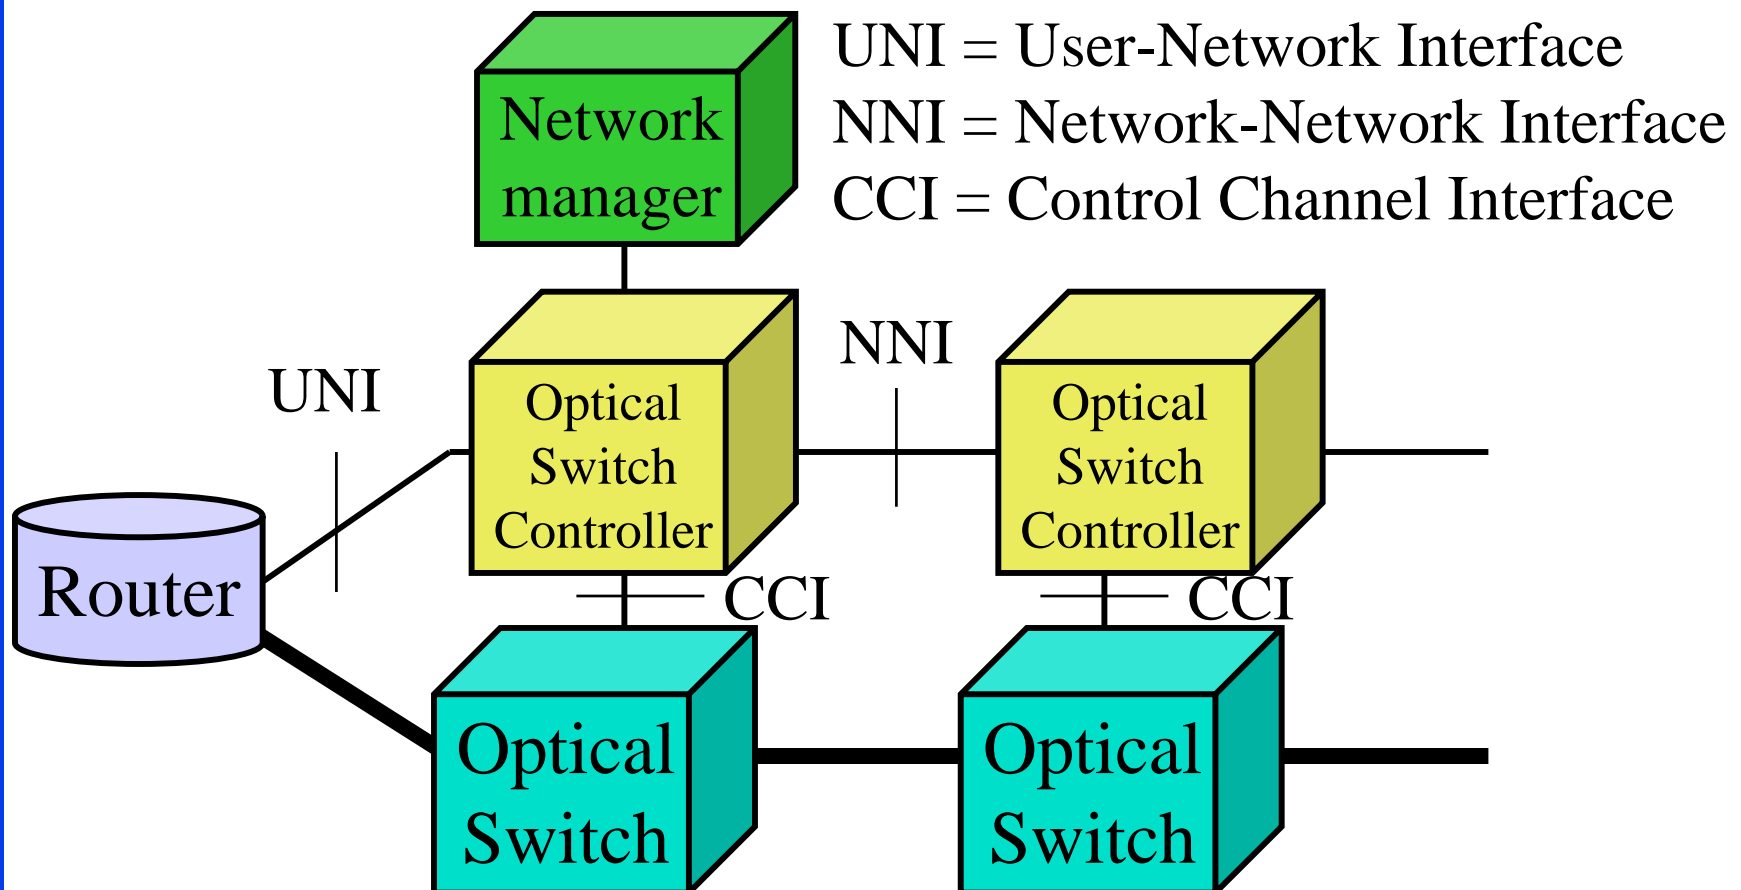 Network
manager
UNI = User-Network Interface
NNI = Network-Network Interface
CCI = Control Channel Interface
UNI
Optical
Switch
Controller
NNI
Optical
Switch
Controller
Router
CCI
CCI
Optical
Switch
Optical
Switch